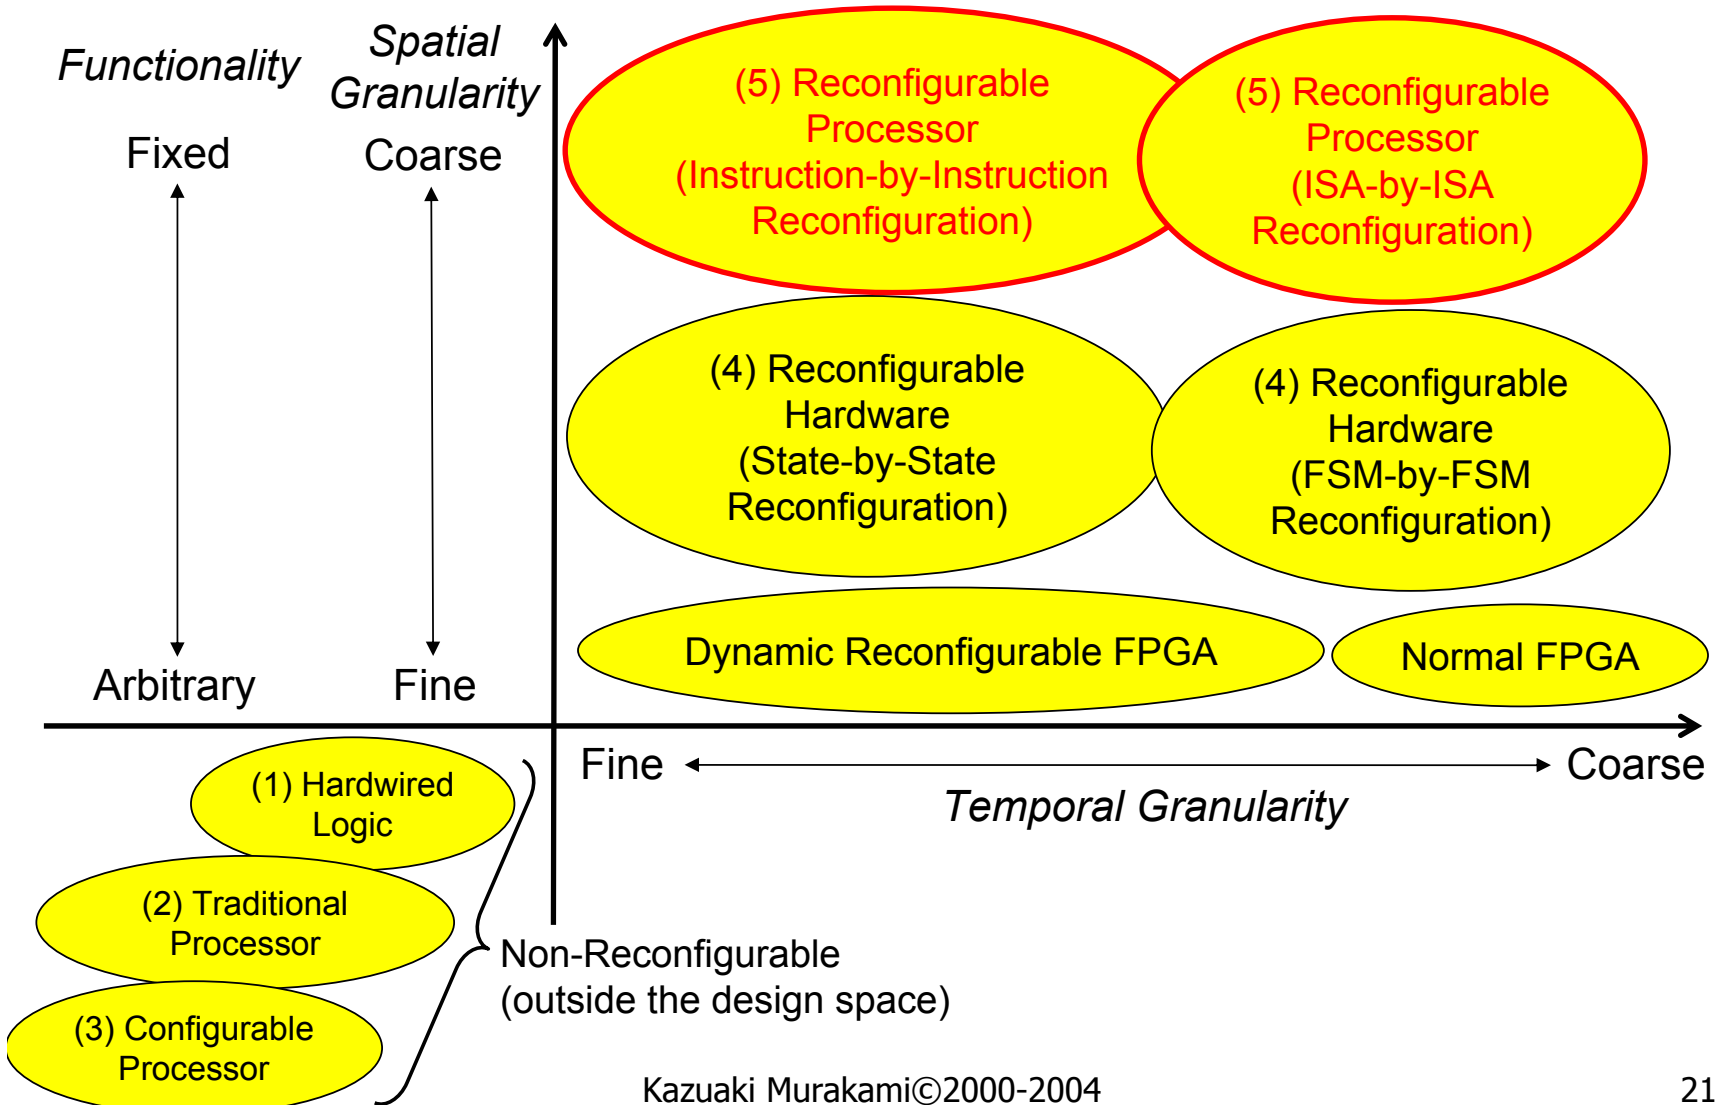 Functionality
Spatial
Granularity
Fixed
Coarse
Arbitrary
Fine
(5) Reconfigurable
Processor
(Instruction-by-Instruction
Reconfiguration)
(5) Reconfigurable
Processor
(ISA-by-ISA
Reconfiguration)
(4) Reconfigurable
Hardware
(State-by-State
Reconfiguration)
(4) Reconfigurable
Hardware
(FSM-by-FSM
Reconfiguration)
Dynamic Reconfigurable FPGA
Normal FPGA
Fine
Coarse
Temporal Granularity
(1) Hardwired
Logic
(2) Traditional
Processor
(3) Configurable
Processor
Non-Reconfigurable
(outside the design space)
Kazuaki Murakami©2000-2004
21